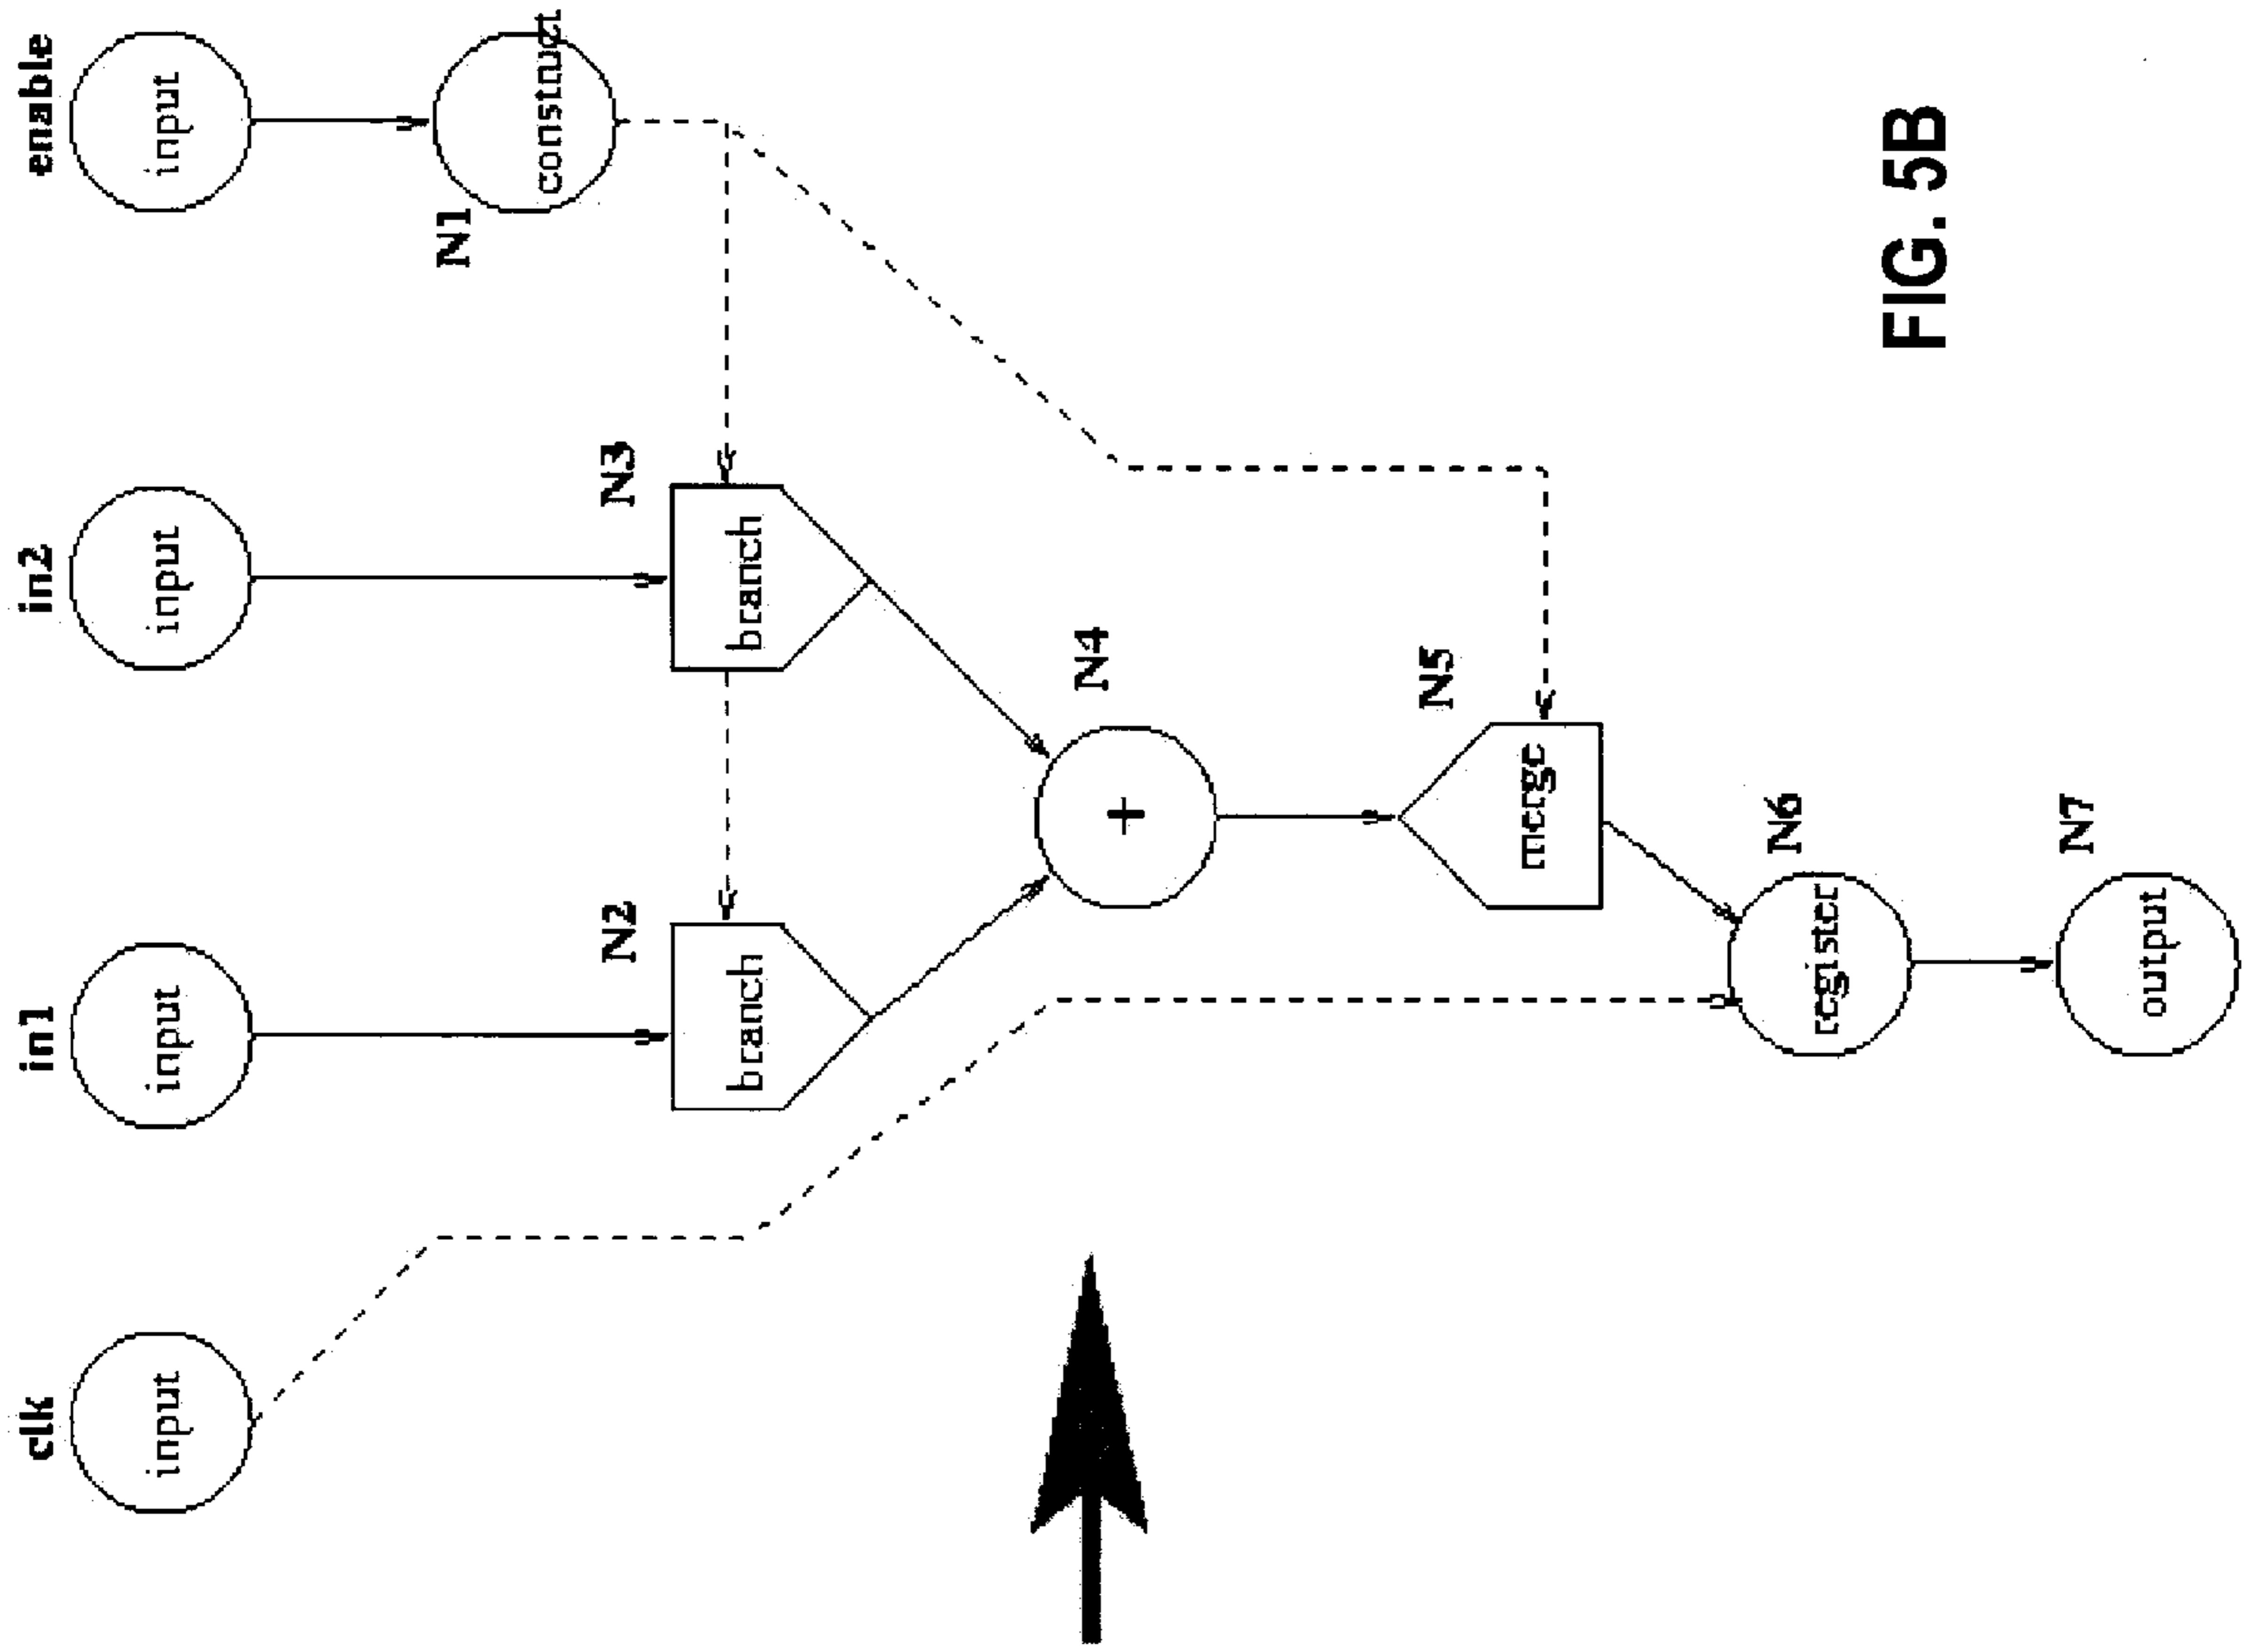 clk
in1
in2
enable
input
input
input
input
N1
construct
N2
N3
branch
branch
N4
+
N5
merge
N6
register
N7
output
FIG. 5B